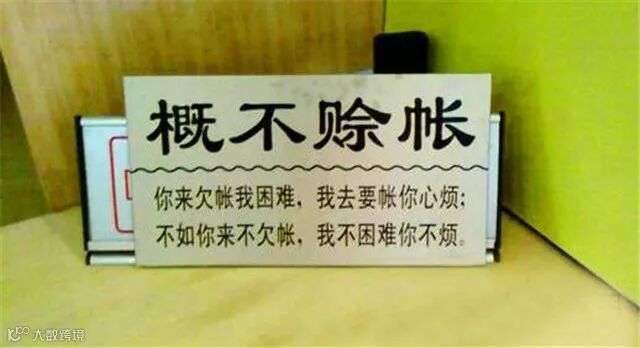 概不赊帐
你来欠帐我困难，我去要帐你心烦；
不如你来不欠帐，我不困难你不烦。
大数跨境